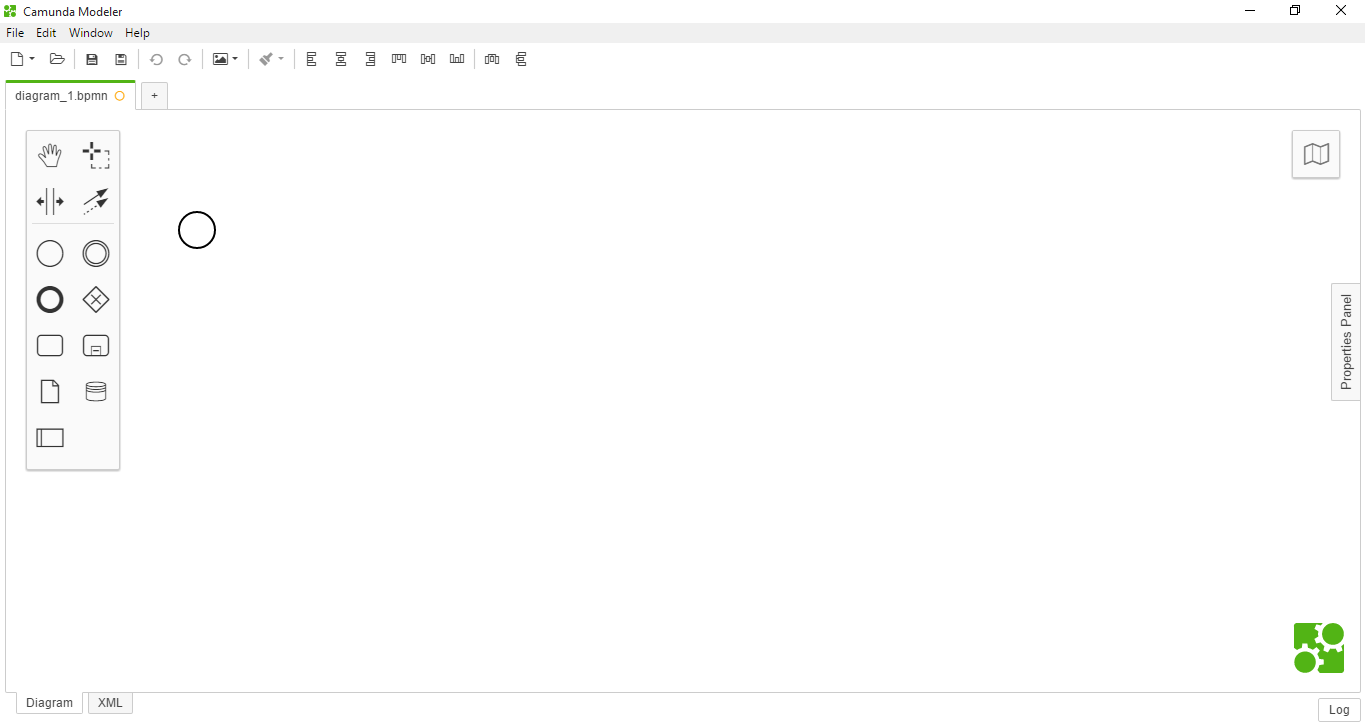 Camunda Modeler
File Edit Window Help
diagram_1.bpmn +
Properties Panel
Diagram XML
Log